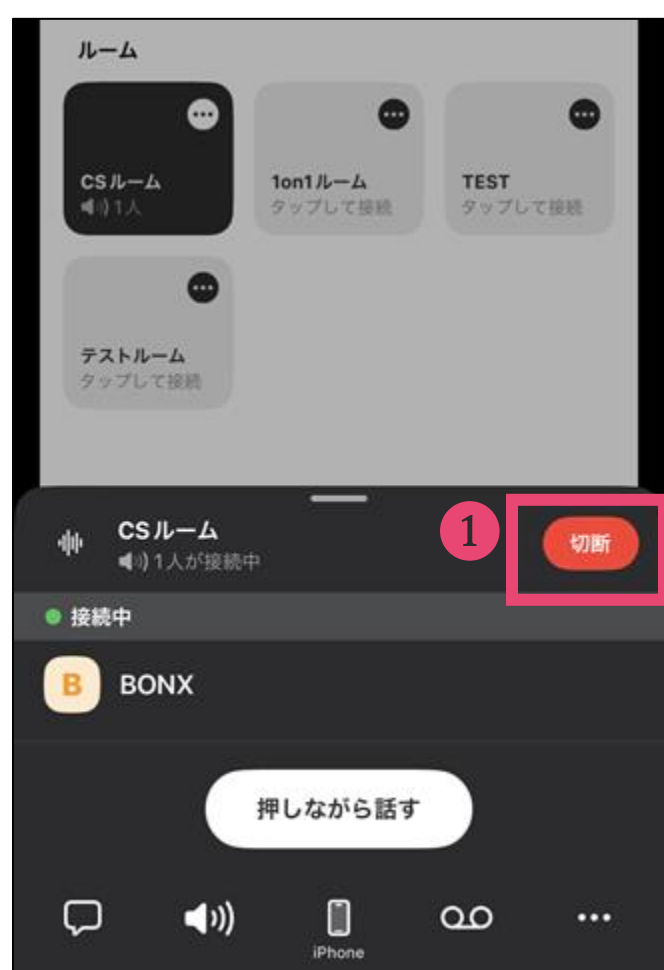 ルーム
CSルーム
1人
1on1ルーム
タップして接続
TEST
タップして接続
テストルーム
タップして接続
CSルーム
1人が接続中
1
切断
接続中
B
BONX
押しながら話す
iPhone